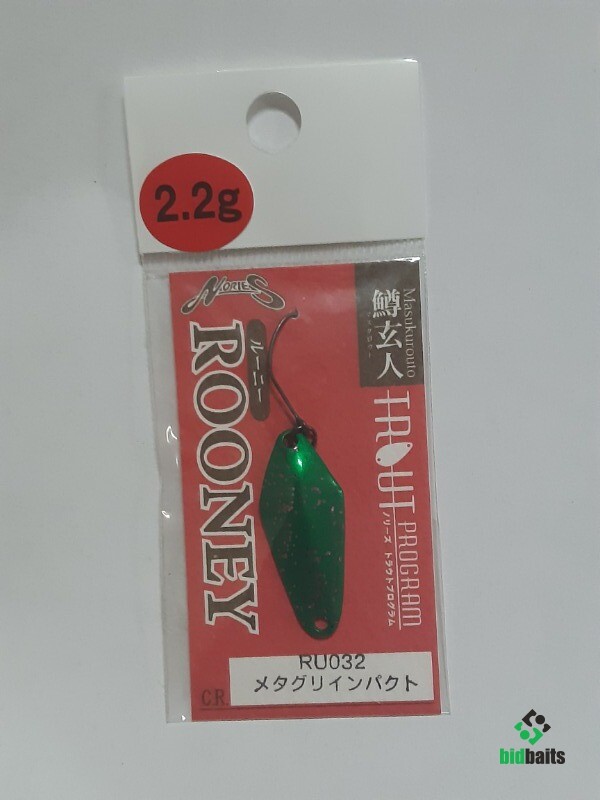 2.2g
NORIES
ROONEY
ルーニー
Masukurouto
鱒玄人
TROUT PROGRAM
ノリーズ トラウトプログラム
RU032
メタグリインパクト
CR
bidbaits